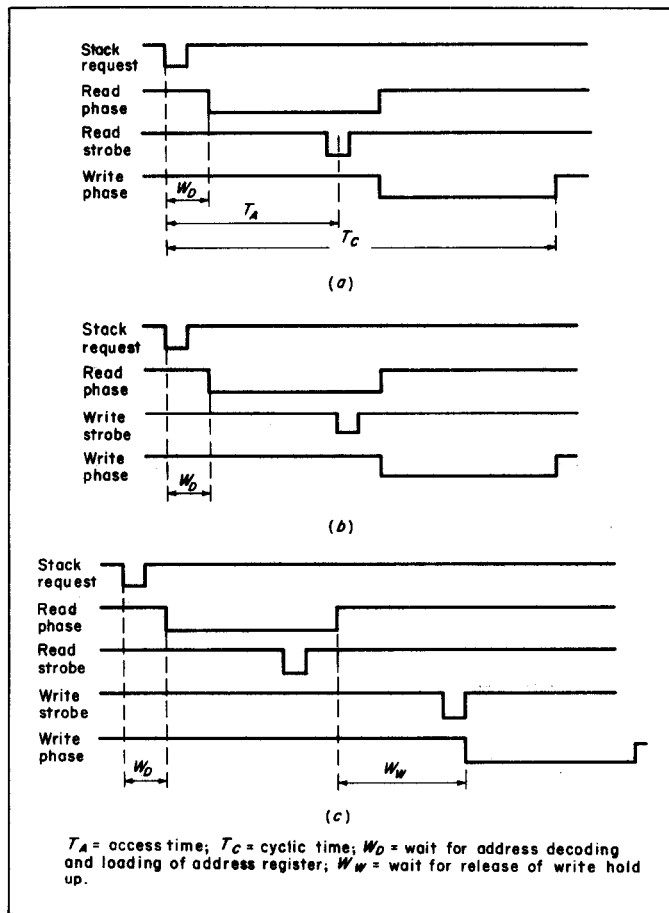 Stack
request
Read
phase
Read
strobe
Write
phase
W_D
T_A
T_C
(a)
Stack
request
Read
phase
Write
strobe
Write
phase
W_D
(b)
Stack
request
Read
phase
Read
strobe
Write
strobe
Write
phase
W_D
W_W
(c)
T_A = access time; T_C = cyclic time; W_D = wait for address decoding
and loading of address register; W_W = wait for release of write hold
up.